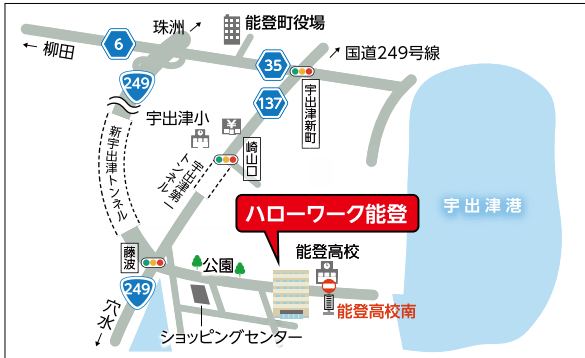 珠洲
能登町役場
柳田
6
35
国道249号線
249
137
宇出津新町
宇出津小
崎山口
新宇出津トンネル
宇出津第一
トンネル
宇出津港
ハローワーク能登
藤波
公園
能登高校
249
能登高校南
穴水
ショッピングセンター